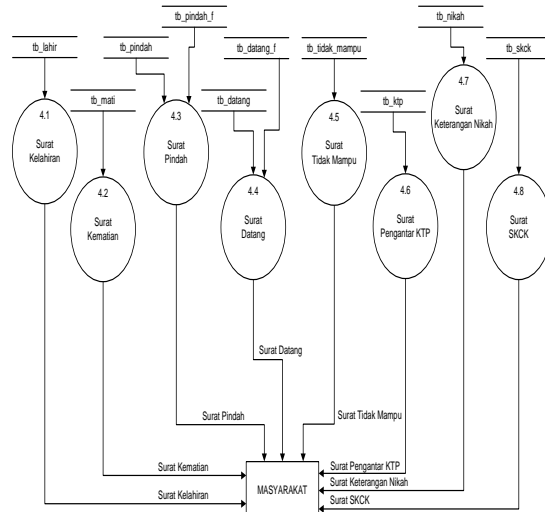 tb_pindah_f
tb_nikah
tb_lahir
tb_pindah
tb_datang_f
tb_tidak_mampu
tb_skck
tb_mati
tb_datang
tb_ktp
4.1
Surat
Kelahiran
4.2
Surat
Kematian
4.3
Surat
Pindah
4.4
Surat
Datang
4.5
Surat
Tidak Mampu
4.6
Surat
Pengantar KTP
4.7
Surat
Keterangan Nikah
4.8
Surat
SKCK
Surat Datang
Surat Pindah
Surat Tidak Mampu
Surat Kematian
Surat Pengantar KTP
Surat Keterangan Nikah
Surat Kelahiran
Surat SKCK
MASYARAKAT